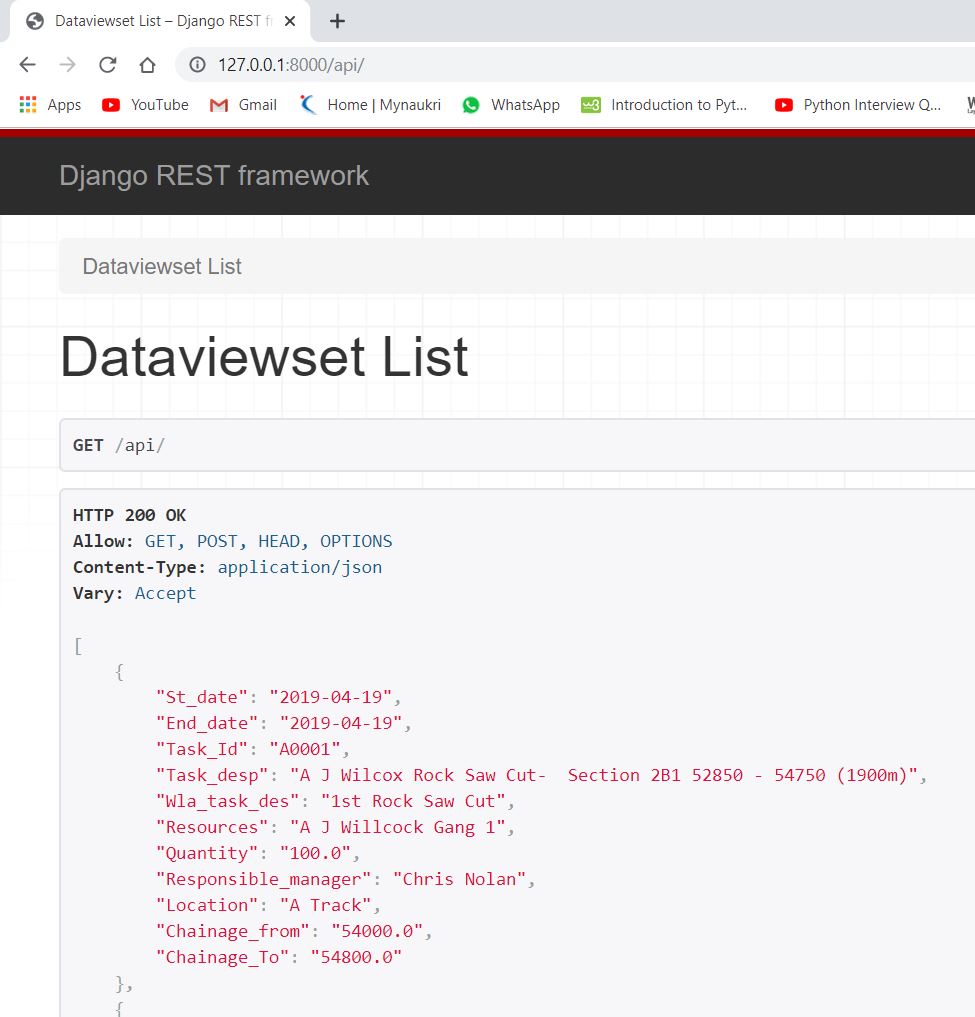 Dataviewset List – Django REST f
127.0.0.1:8000/api/
Apps YouTube Gmail Home | Mynaukri WhatsApp Introduction to Pyt... Python Interview Q...
Django REST framework
Dataviewset List
Dataviewset List
GET /api/
HTTP 200 OK
Allow: GET, POST, HEAD, OPTIONS
Content-Type: application/json
Vary: Accept
[
{
"St_date": "2019-04-19",
"End_date": "2019-04-19",
"Task_Id": "A0001",
"Task_desp": "A J Wilcox Rock Saw Cut-  Section 2B1 52850 - 54750 (1900m)",
"Wla_task_des": "1st Rock Saw Cut",
"Resources": "A J Willcock Gang 1",
"Quantity": "100.0",
"Responsible_manager": "Chris Nolan",
"Location": "A Track",
"Chainage_from": "54000.0",
"Chainage_To": "54800.0"
},
{